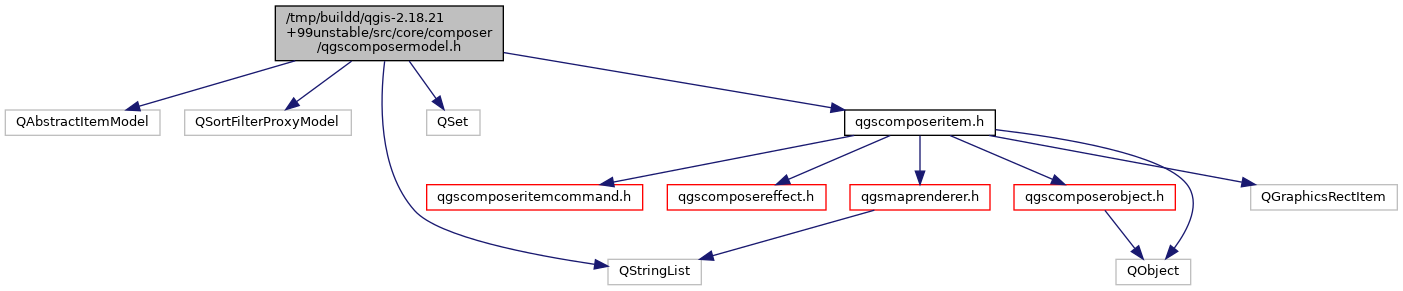 /tmp/buildd/qgis-2.18.21
+99unstable/src/core/composer
/qgscomposermodel.h
QAbstractItemModel
QSortFilterProxyModel
QSet
qgscomposeritem.h
qgscomposeritemcommand.h
qgscomposereffect.h
qgsmaprenderer.h
qgscomposerobject.h
QGraphicsRectItem
QStringList
QObject